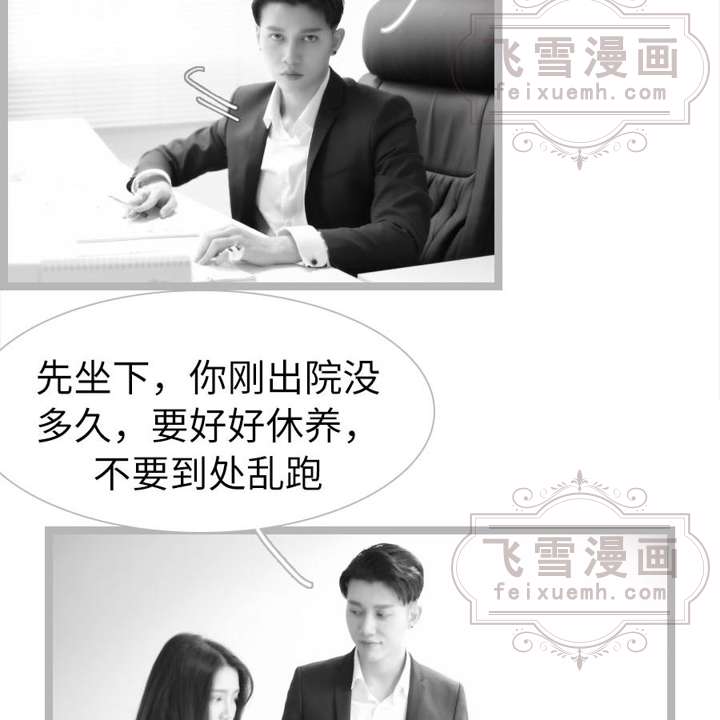 飞雪漫画
feixuemh.com
先坐下，你刚出院没
多久，要好好休养，
不要到处乱跑
飞雪漫画
feixuemh.com